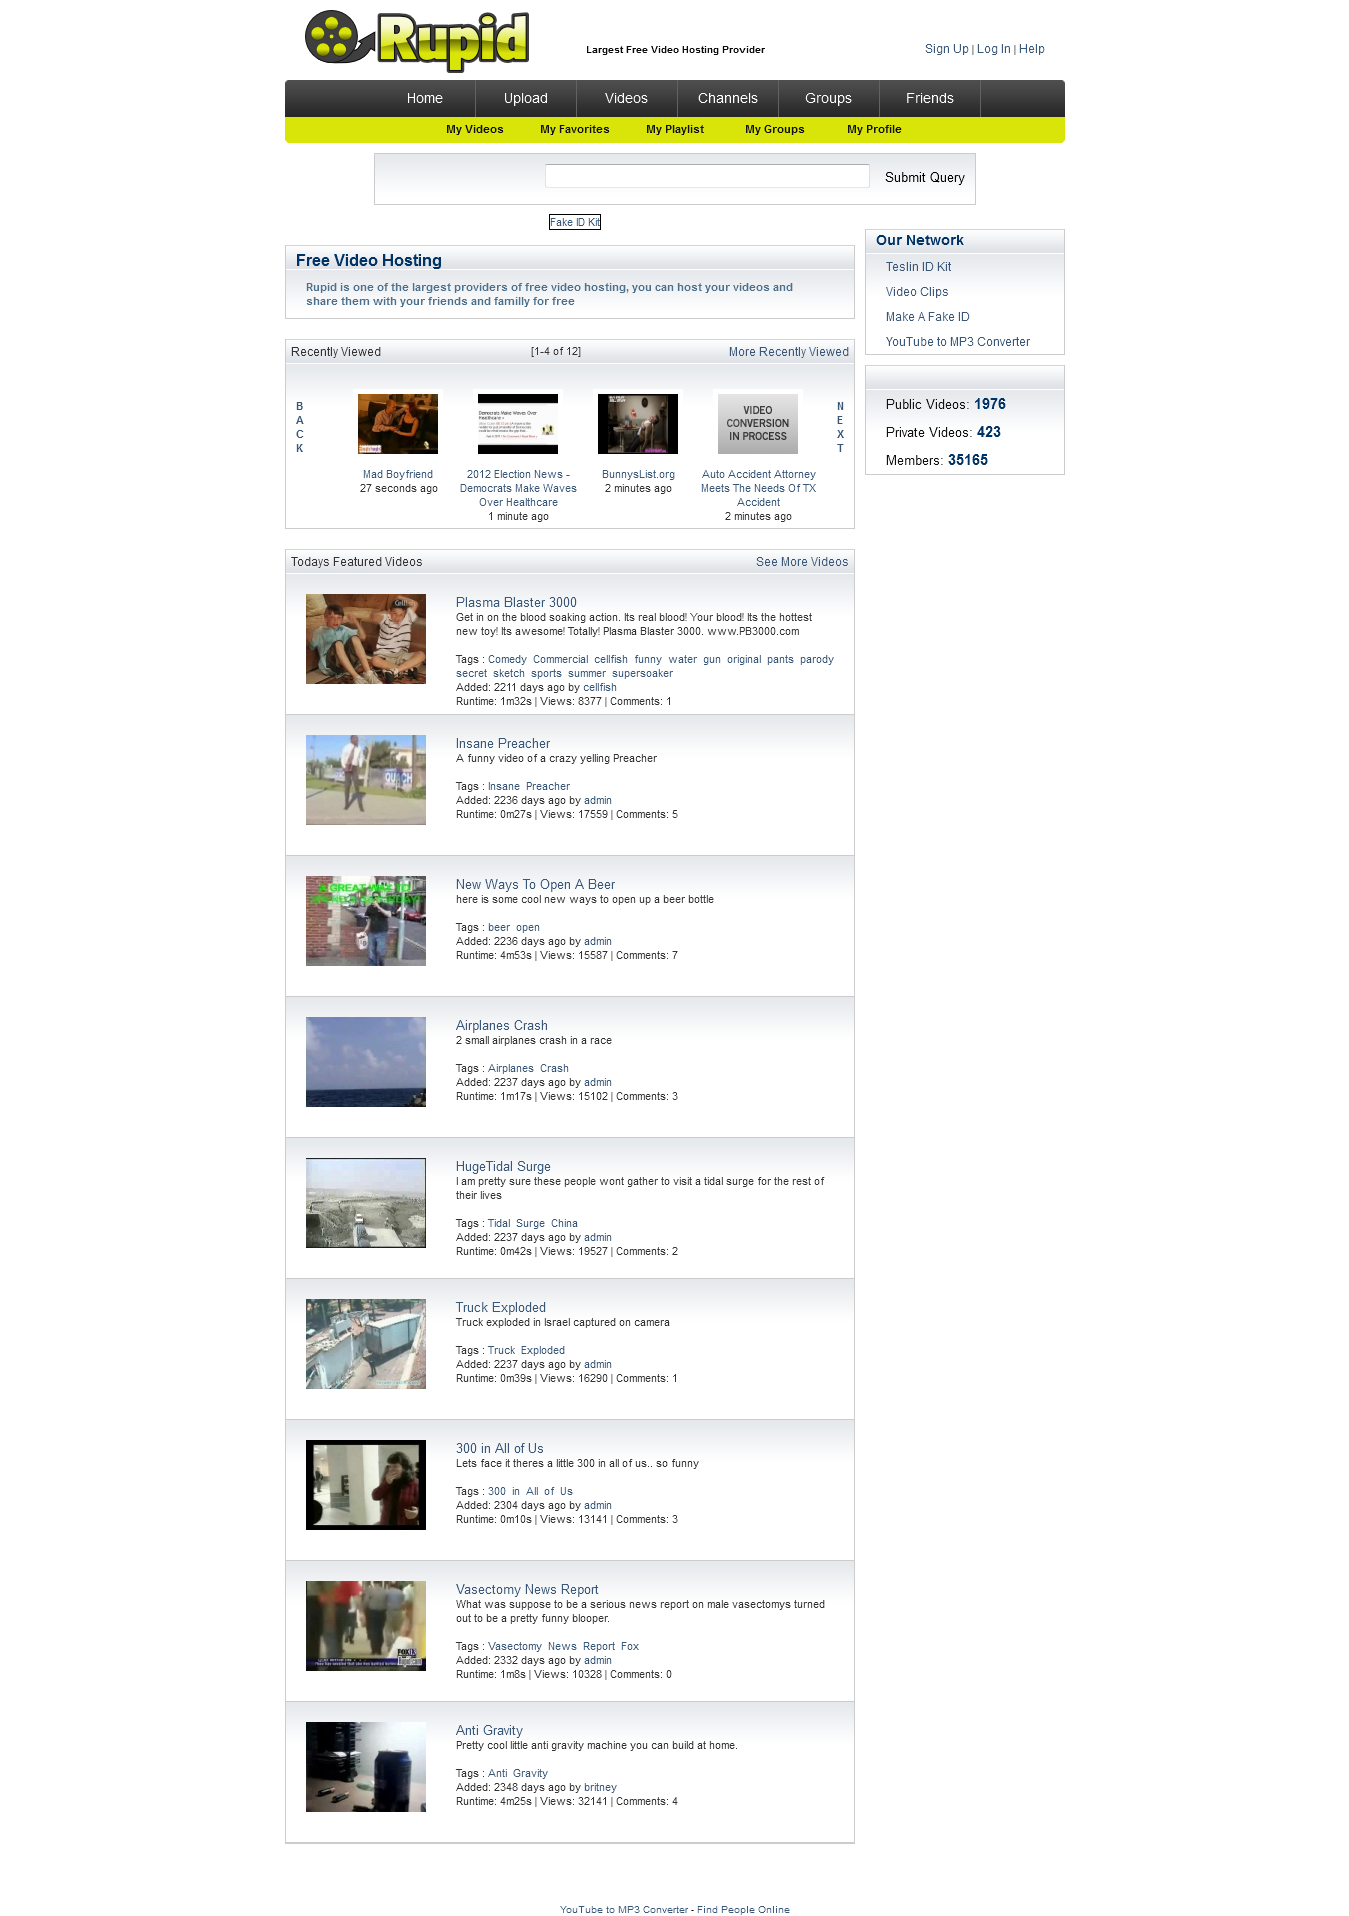 Rupid
Largest Free Video Hosting Provider
Sign Up | Log In | Help
Home Upload Videos Channels Groups Friends
My Videos My Favorites My Playlist My Groups My Profile
Submit Query
Fake ID Kit
Free Video Hosting
Rupid is one of the largest providers of free video hosting, you can host your videos and
share them with your friends and familly for free
Our Network
Teslin ID Kit
Video Clips
Make A Fake ID
YouTube to MP3 Converter
Public Videos: 1976
Private Videos: 423
Members: 35165
Recently Viewed [1-4 of 12] More Recently Viewed
BACK
Democrats Make Waves Over
Healthcare -
VIDEO
CONVERSION
IN PROCESS
NEXT
Mad Boyfriend
27 seconds ago
2012 Election News -
Democrats Make Waves
Over Healthcare
1 minute ago
BunnysList.org
2 minutes ago
Auto Accident Attorney
Meets The Needs Of TX
Accident
2 minutes ago
Todays Featured Videos See More Videos
Plasma Blaster 3000
Get in on the blood soaking action. Its real blood! Your blood! Its the hottest
new toy! Its awesome! Totally! Plasma Blaster 3000. www.PB3000.com
Tags : Comedy Commercial cellfish funny water gun original pants parody
secret sketch sports summer supersoaker
Added: 2211 days ago by cellfish
Runtime: 1m32s | Views: 8377 | Comments: 1
Insane Preacher
A funny video of a crazy yelling Preacher
Tags : Insane Preacher
Added: 2236 days ago by admin
Runtime: 0m27s | Views: 17559 | Comments: 5
A GREAT WAY TO
New Ways To Open A Beer
here is some cool new ways to open up a beer bottle
Tags : beer open
Added: 2236 days ago by admin
Runtime: 4m53s | Views: 15587 | Comments: 7
Airplanes Crash
2 small airplanes crash in a race
Tags : Airplanes Crash
Added: 2237 days ago by admin
Runtime: 1m17s | Views: 15102 | Comments: 3
HugeTidal Surge
I am pretty sure these people wont gather to visit a tidal surge for the rest of
their lives
Tags : Tidal Surge China
Added: 2237 days ago by admin
Runtime: 0m42s | Views: 19527 | Comments: 2
Truck Exploded
Truck exploded in Israel captured on camera
Tags : Truck Exploded
Added: 2237 days ago by admin
Runtime: 0m39s | Views: 16290 | Comments: 1
300 in All of Us
Lets face it theres a little 300 in all of us.. so funny
Tags : 300 in All of Us
Added: 2304 days ago by admin
Runtime: 0m10s | Views: 13141 | Comments: 3
Vasectomy News Report
What was suppose to be a serious news report on male vasectomys turned
out to be a pretty funny blooper.
Tags : Vasectomy News Report Fox
Added: 2332 days ago by admin
Runtime: 1m8s | Views: 10328 | Comments: 0
Anti Gravity
Pretty cool little anti gravity machine you can build at home.
Tags : Anti Gravity
Added: 2348 days ago by britney
Runtime: 4m25s | Views: 32141 | Comments: 4
YouTube to MP3 Converter - Find People Online